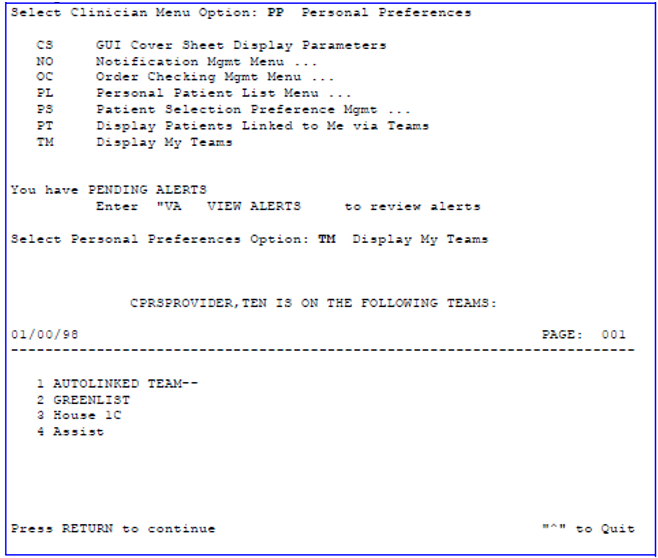 Select Clinician Menu Option: PP  Personal Preferences
CS     GUI Cover Sheet Display Parameters
NO     Notification Mgmt Menu ...
OC     Order Checking Mgmt Menu ...
PL     Personal Patient List Menu ...
PS     Patient Selection Preference Mgmt ...
PT     Display Patients Linked to Me via Teams
TM     Display My Teams
You have PENDING ALERTS
Enter  "VA   VIEW ALERTS     to review alerts
Select Personal Preferences Option: TM  Display My Teams
CPRSPROVIDER,TEN IS ON THE FOLLOWING TEAMS:
01/00/98     PAGE:  001
--------------------------------------------------------------------------
1 AUTOLINKED TEAM--
2 GREENLIST
3 House 1C
4 Assist
Press RETURN to continue     "^" to Quit